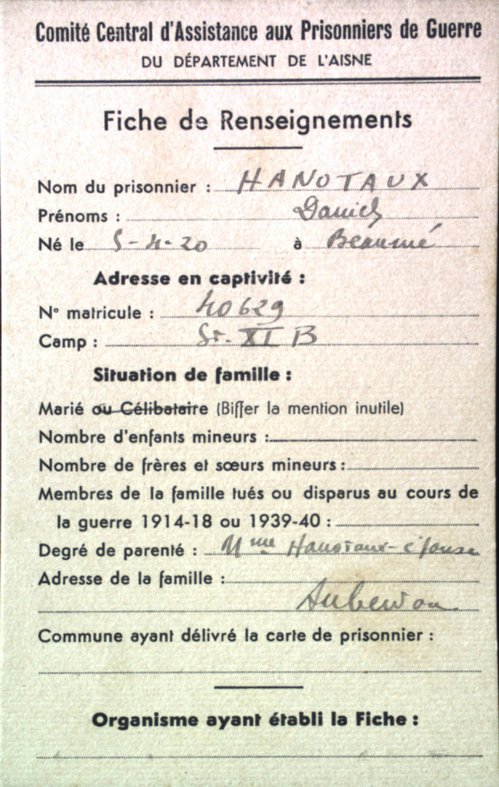 Comité Central d'Assistance aux Prisonniers de Guerre
DU DÉPARTEMENT DE L'AISNE
Fiche de Renseignements
Nom du prisonnier : HANOTAUX
Prénoms : Daniel
Né le 5-4-20 à Beaumé
Adresse en captivité :
N° matricule : 40629
Camp : St. XI B
Situation de famille :
Marié ou Célibataire (Biffer la mention inutile)
Nombre d'enfants mineurs :
Nombre de frères et sœurs mineurs :
Membres de la famille tués ou disparus au cours de
la guerre 1914-18 ou 1939-40 :
Degré de parenté : Mme Hanotaux-
Adresse de la famille :
Aubenton
Commune ayant délivré la carte de prisonnier :
Organisme ayant établi la Fiche :